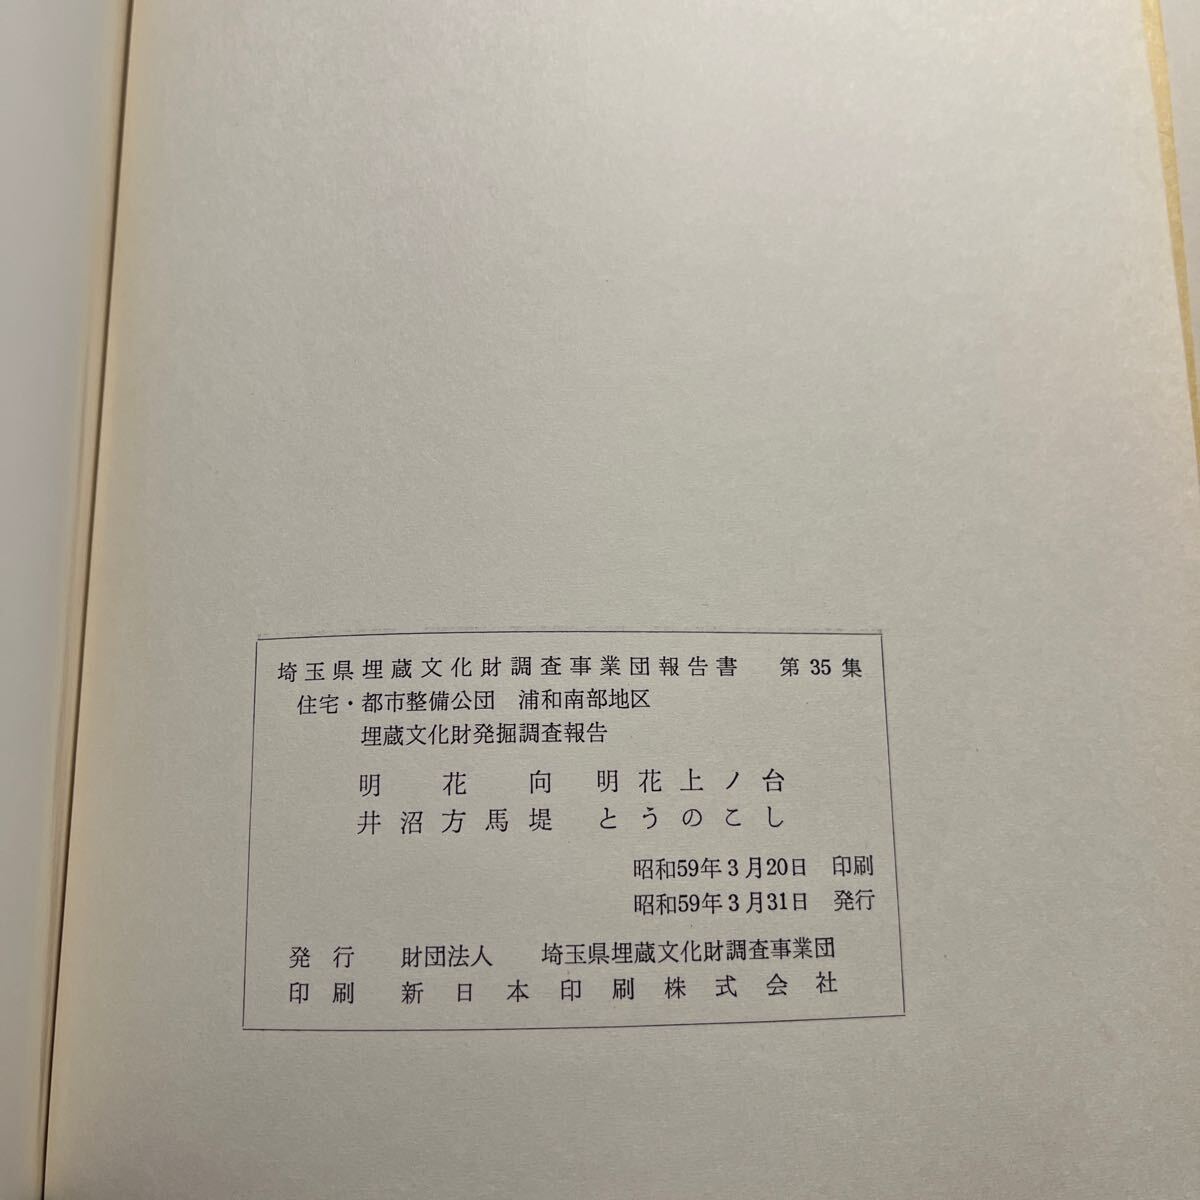 埼玉県埋蔵文化財調査事業団報告書　第35集
住宅・都市整備公団　浦和南部地区
埋蔵文化財発掘調査報告
明花向　明花上ノ台
井沼方馬堤　とうのこし
昭和59年3月20日　印刷
昭和59年3月31日　発行
発行　財団法人　埼玉県埋蔵文化財調査事業団
印刷　新日本印刷株式会社